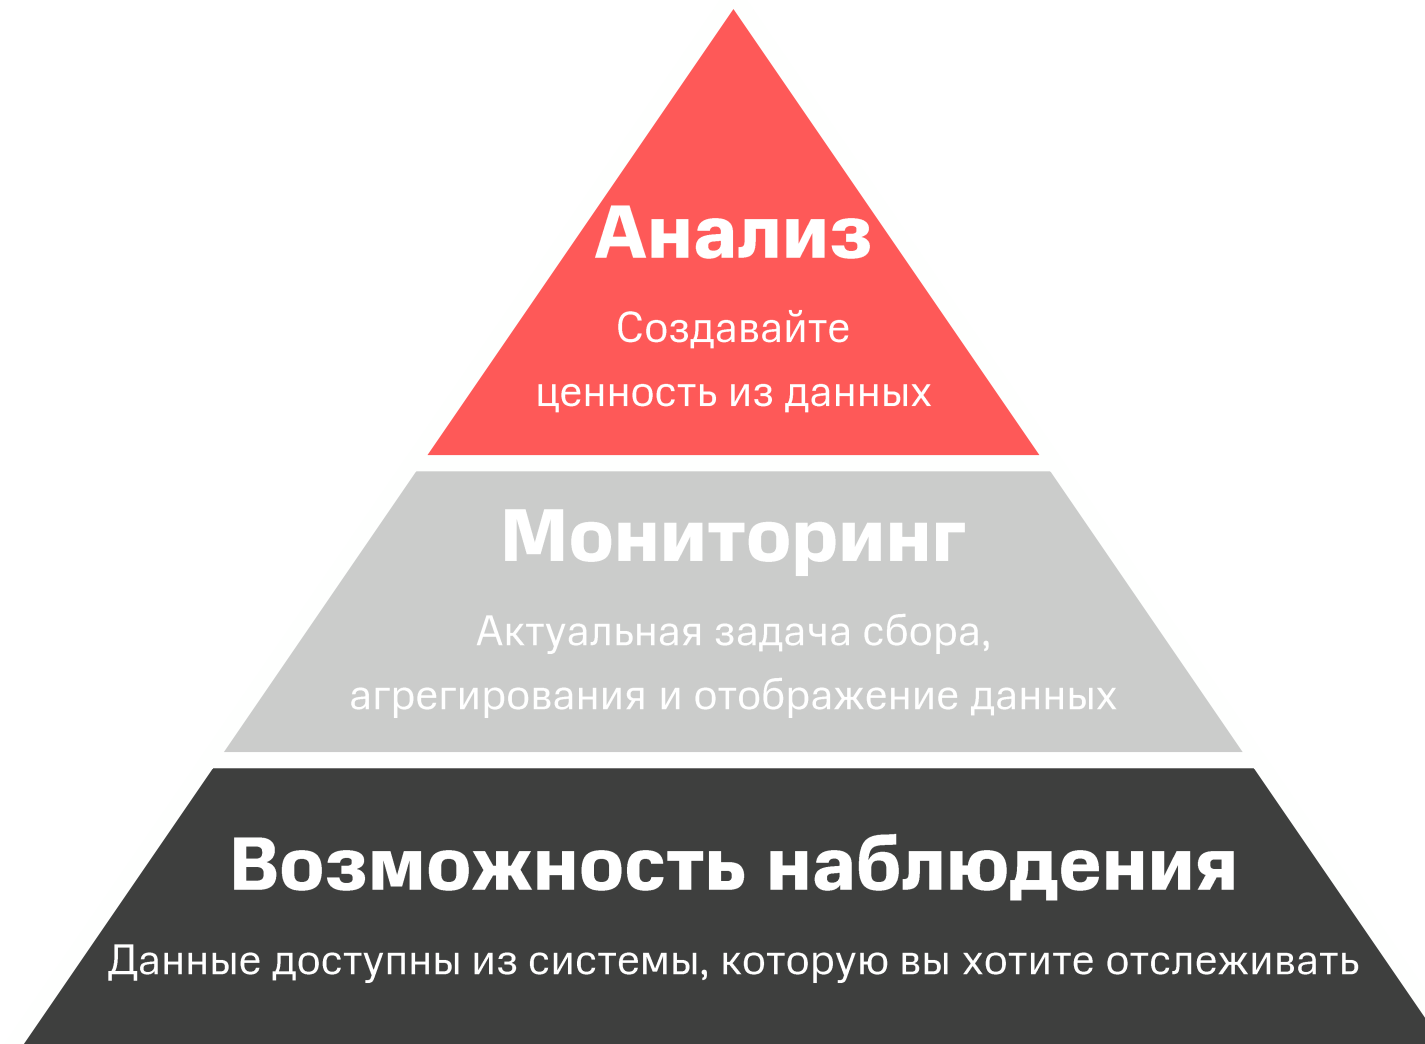 Анализ
Создавайте
ценность из данных
Мониторинг
Актуальная задача сбора,
агрегирования и отображение данных
Возможность наблюдения
Данные доступны из системы, которую вы хотите отслеживать